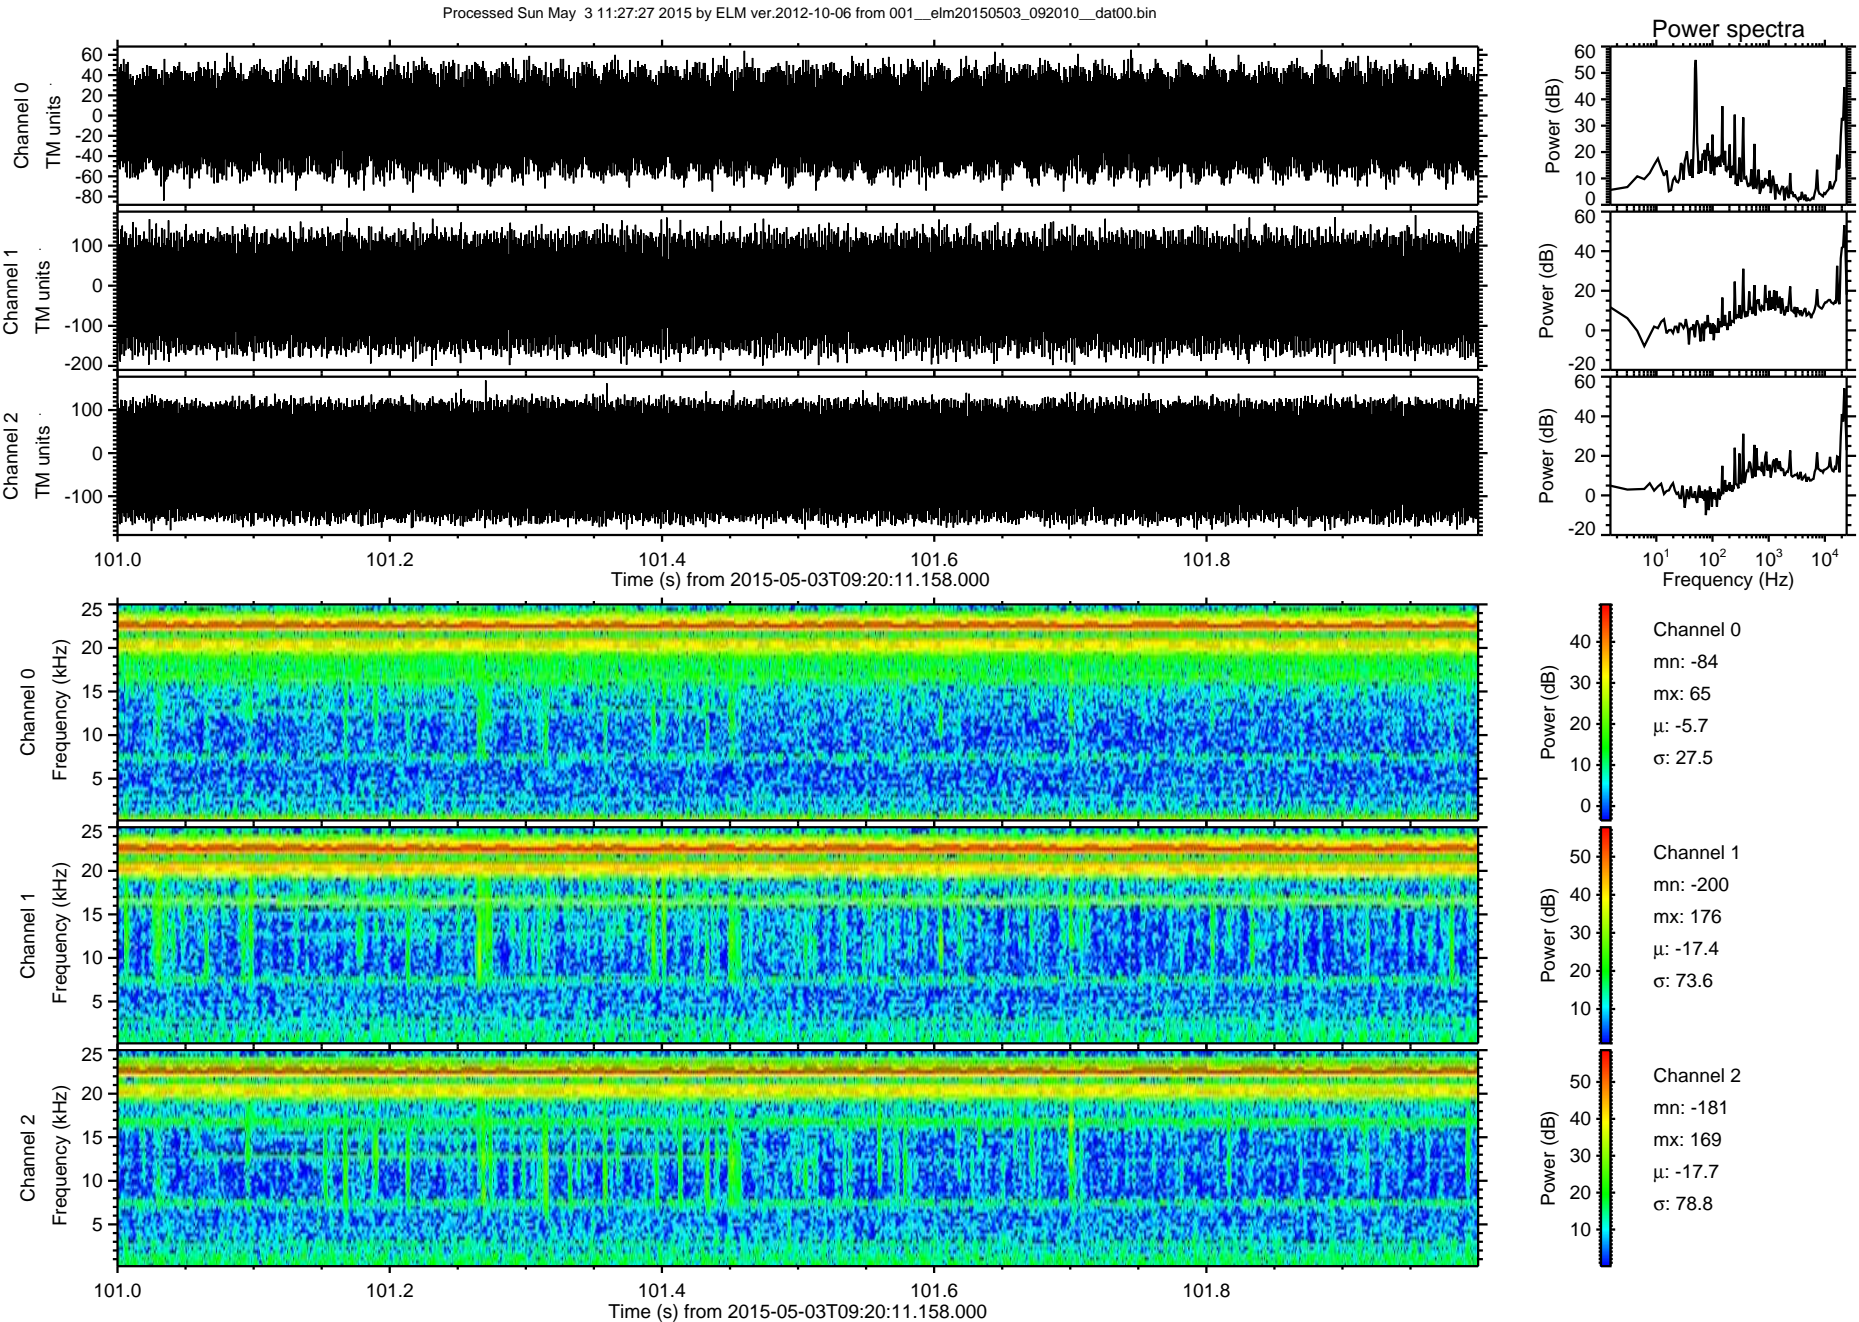 Processed Sun May 3 11:27:27 2015 by ELM ver.2012-10-06 from 001__elm20150503_092010__dat00.bin
Power spectra
Channel 0
TM units
60
40
20
0
-20
-40
-60
-80
Power (dB)
60
50
40
30
20
10
0
Channel 1
TM units
100
0
-100
-200
Power (dB)
60
40
20
0
-20
Channel 2
TM units
100
0
-100
Power (dB)
60
40
20
0
-20
101.0 101.2 101.4 101.6 101.8
Time (s) from 2015-05-03T09:20:11.158.000
10^1 10^2 10^3 10^4
Frequency (Hz)
Channel 0
Frequency (kHz)
25
20
15
10
5
Power (dB)
40
30
20
10
0
Channel 0
mn: -84
mx: 65
μ: -5.7
σ: 27.5
Channel 1
Frequency (kHz)
25
20
15
10
5
Power (dB)
50
40
30
20
10
Channel 1
mn: -200
mx: 176
μ: -17.4
σ: 73.6
Channel 2
Frequency (kHz)
25
20
15
10
5
Power (dB)
50
40
30
20
10
Channel 2
mn: -181
mx: 169
μ: -17.7
σ: 78.8
101.0 101.2 101.4 101.6 101.8
Time (s) from 2015-05-03T09:20:11.158.000